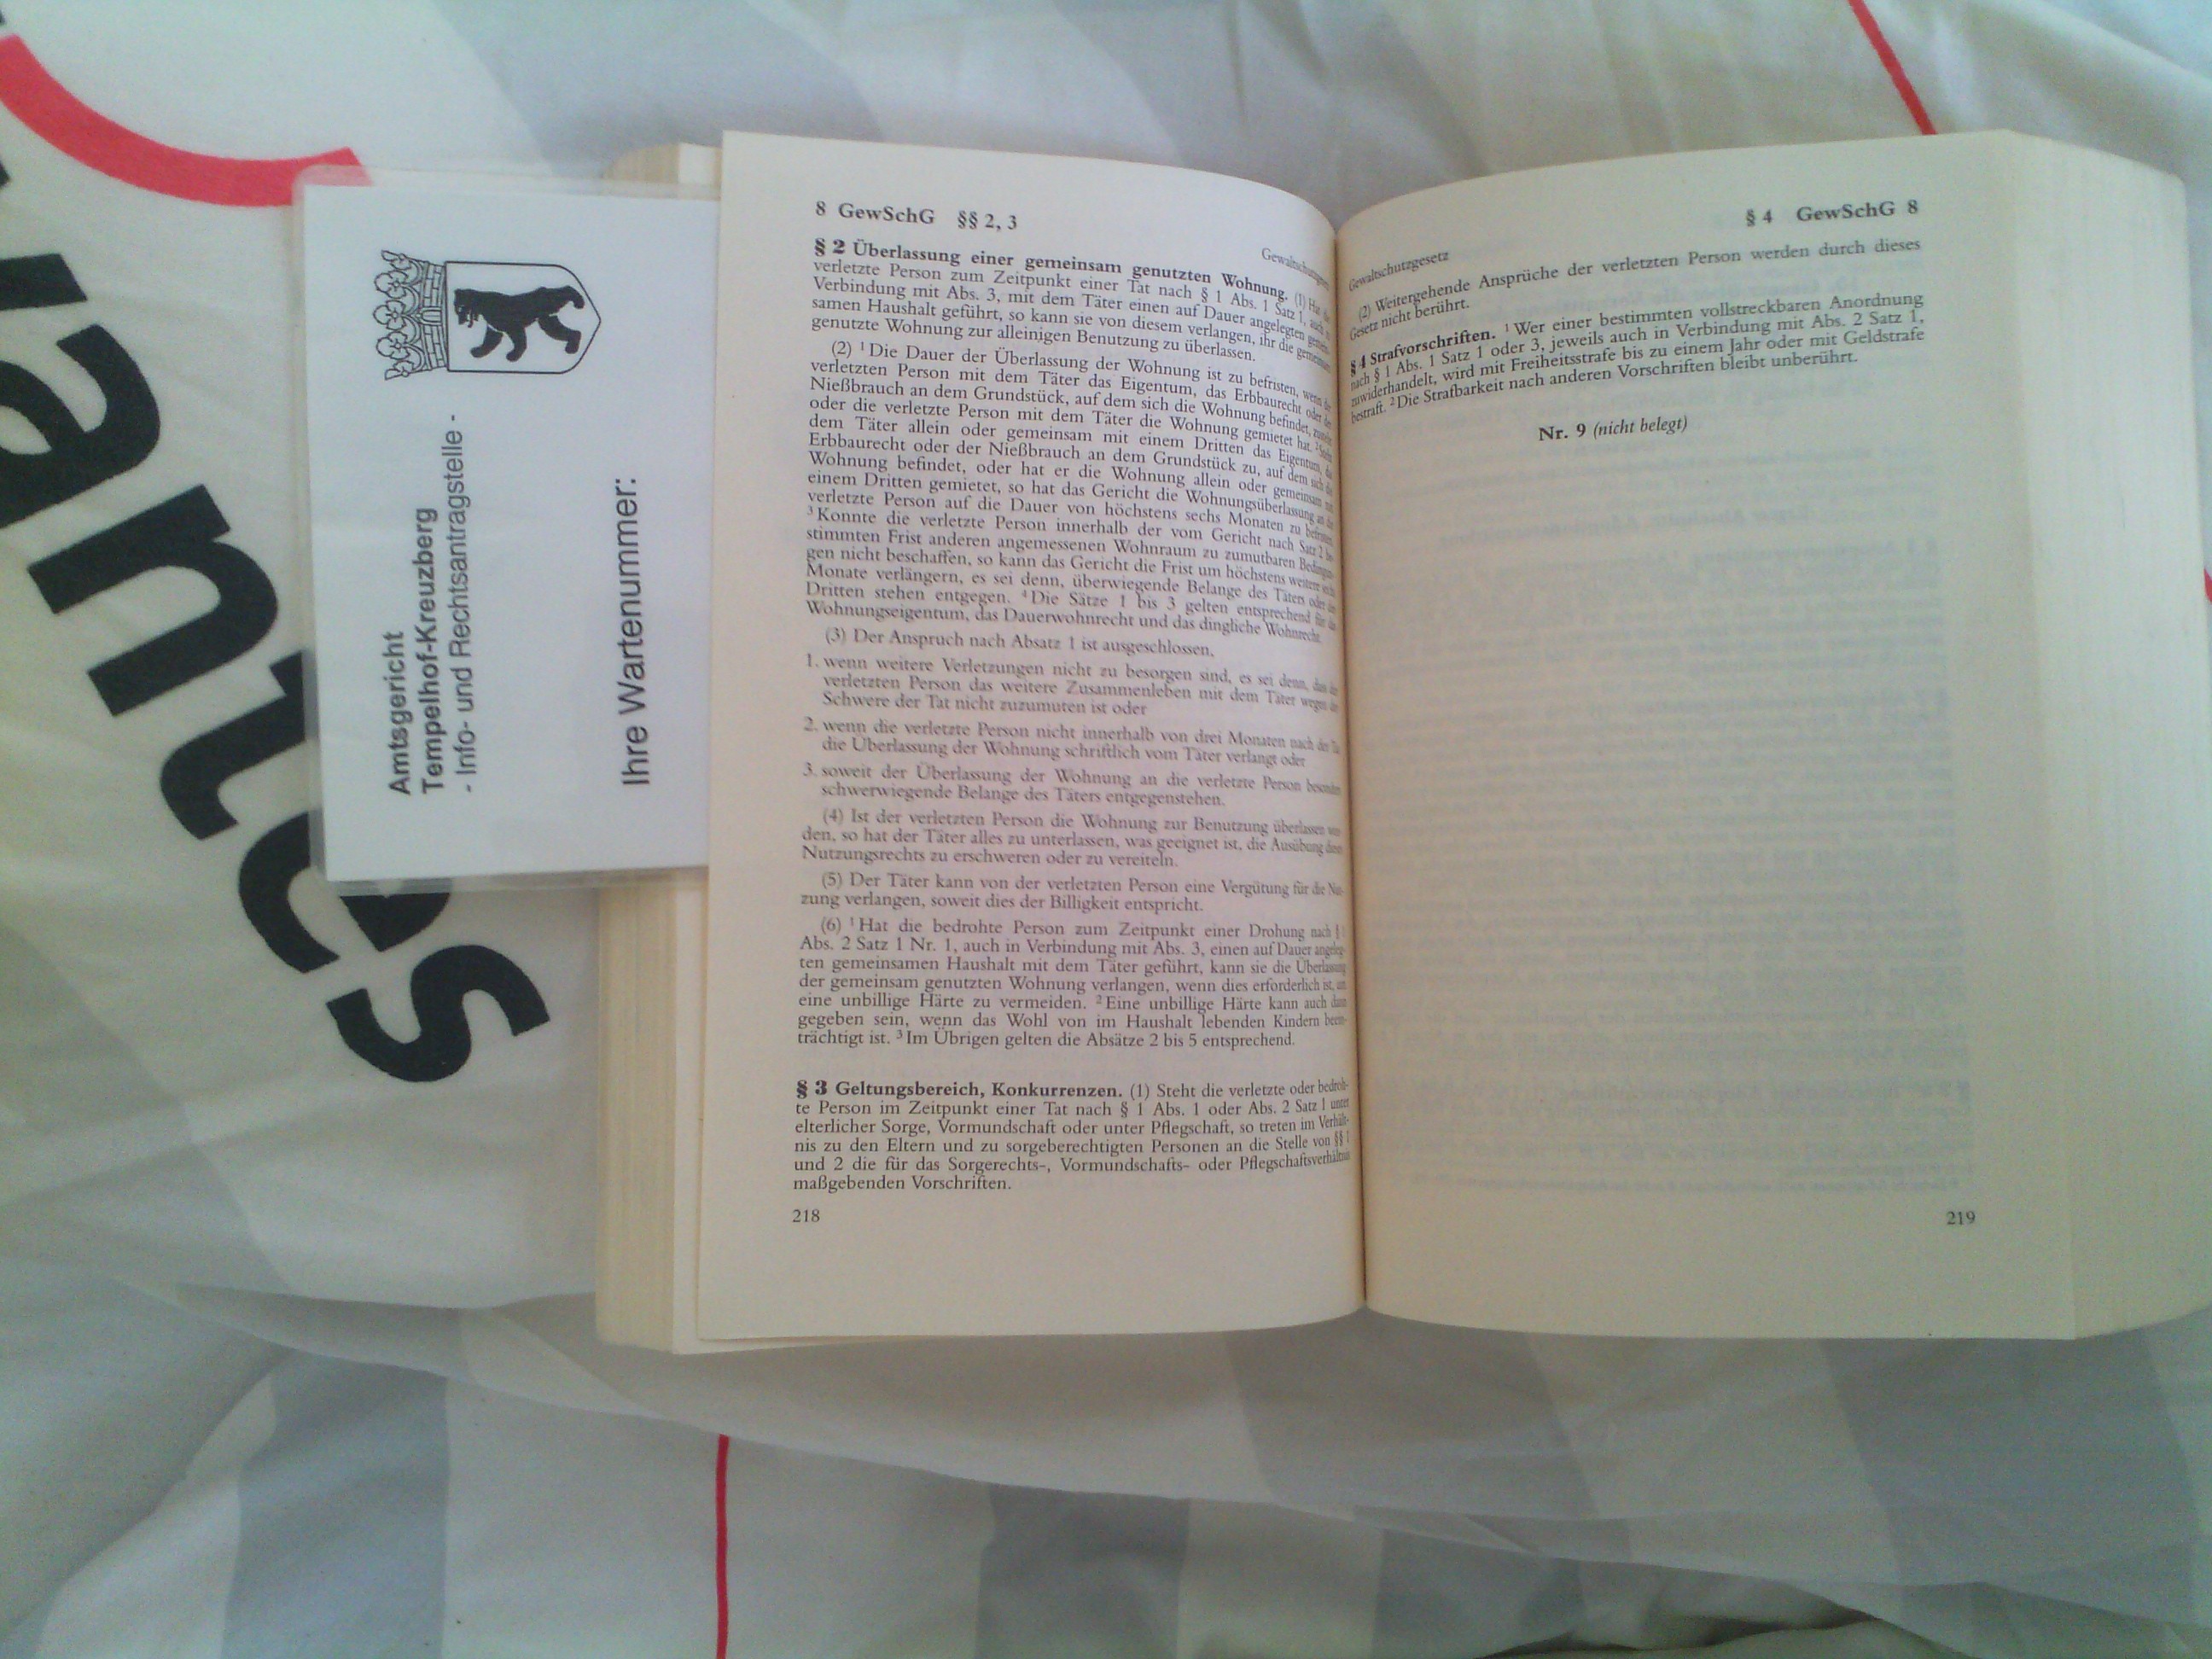 Amtsgericht
Tempelhof-Kreuzberg
- Info- und Rechtsantragstelle -
Ihre Wartenummer:
8 GewSchG §§ 2, 3
§ 2 Überlassung einer gemeinsam genutzten Wohnung. (1) Hat
verletzte Person zum Zeitpunkt einer Tat nach § 1 Abs. 1 Satz 1, auch
Verbindung mit Abs. 3, mit dem Täter einen auf Dauer angelegten
samen Haushalt geführt, so kann sie von diesem verlangen, ihr die
genutzte Wohnung zur alleinigen Benutzung zu überlassen.
(2) ¹Die Dauer der Überlassung der Wohnung ist zu befristen, wenn
verletzten Person mit dem Täter das Eigentum, das Erbbaurecht oder
Nießbrauch an dem Grundstück, auf dem sich die Wohnung befindet,
oder die verletzte Person mit dem Täter die Wohnung gemietet hat.
dem Täter allein oder gemeinsam mit einem Dritten das Eigentum,
Erbbaurecht oder der Nießbrauch an dem Grundstück zu, auf dem sich
Wohnung befindet, oder hat er die Wohnung allein oder gemeinsam
einem Dritten gemietet, so hat das Gericht die Wohnungsüberlassung an
verletzte Person auf die Dauer von höchstens sechs Monaten zu befristen.
³Konnte die verletzte Person innerhalb der vom Gericht nach Satz 2
stimmten Frist anderen angemessenen Wohnraum zu zumutbaren
gen nicht beschaffen, so kann das Gericht die Frist um höchstens weitere
Monate verlängern, es sei denn, überwiegende Belange des Täters oder
Dritten stehen entgegen. ⁴Die Sätze 1 bis 3 gelten entsprechend für
Wohnungseigentum, das Dauerwohnrecht und das dingliche Wohnrecht.
(3) Der Anspruch nach Absatz 1 ist ausgeschlossen,
1. wenn weitere Verletzungen nicht zu besorgen sind, es sei denn,
verletzten Person das weitere Zusammenleben mit dem Täter wegen
Schwere der Tat nicht zuzumuten ist oder
2. wenn die verletzte Person nicht innerhalb von drei Monaten nach
die Überlassung der Wohnung schriftlich vom Täter verlangt oder
3. soweit der Überlassung der Wohnung an die verletzte Person
schwerwiegende Belange des Täters entgegenstehen.
(4) Ist der verletzten Person die Wohnung zur Benutzung überlassen
den, so hat der Täter alles zu unterlassen, was geeignet ist, die Ausübung
Nutzungsrechts zu erschweren oder zu vereiteln.
(5) Der Täter kann von der verletzten Person eine Vergütung für die Nut-
zung verlangen, soweit dies der Billigkeit entspricht.
(6) ¹Hat die bedrohte Person zum Zeitpunkt einer Drohung nach §
Abs. 2 Satz 1 Nr. 1, auch in Verbindung mit Abs. 3, einen auf Dauer angeleg-
ten gemeinsamen Haushalt mit dem Täter geführt, kann sie die Überlassung
der gemeinsam genutzten Wohnung verlangen, wenn dies erforderlich ist, um
eine unbillige Härte zu vermeiden. ²Eine unbillige Härte kann auch dann
gegeben sein, wenn das Wohl von im Haushalt lebenden Kindern beein-
trächtigt ist. ³Im Übrigen gelten die Absätze 2 bis 5 entsprechend.
§ 3 Geltungsbereich, Konkurrenzen. (1) Steht die verletzte oder bedroh-
te Person im Zeitpunkt einer Tat nach § 1 Abs. 1 oder Abs. 2 Satz 1 unter
elterlicher Sorge, Vormundschaft oder unter Pflegschaft, so treten im Verhält-
nis zu den Eltern und zu sorgeberechtigten Personen an die Stelle von §§ 1
und 2 die für das Sorgerechts-, Vormundschafts- oder Pflegschaftsverhältnis
maßgebenden Vorschriften.
218
§ 4 GewSchG 8
Gewaltschutzgesetz
(2) Weitergehende Ansprüche der verletzten Person werden durch dieses
Gesetz nicht berührt.
§ 4 Strafvorschriften. ¹Wer einer bestimmten vollstreckbaren Anordnung
nach § 1 Abs. 1 Satz 1 oder 3, jeweils auch in Verbindung mit Abs. 2 Satz 1,
zuwiderhandelt, wird mit Freiheitsstrafe bis zu einem Jahr oder mit Geldstrafe
bestraft. ²Die Strafbarkeit nach anderen Vorschriften bleibt unberührt.
Nr. 9 (nicht belegt)
219